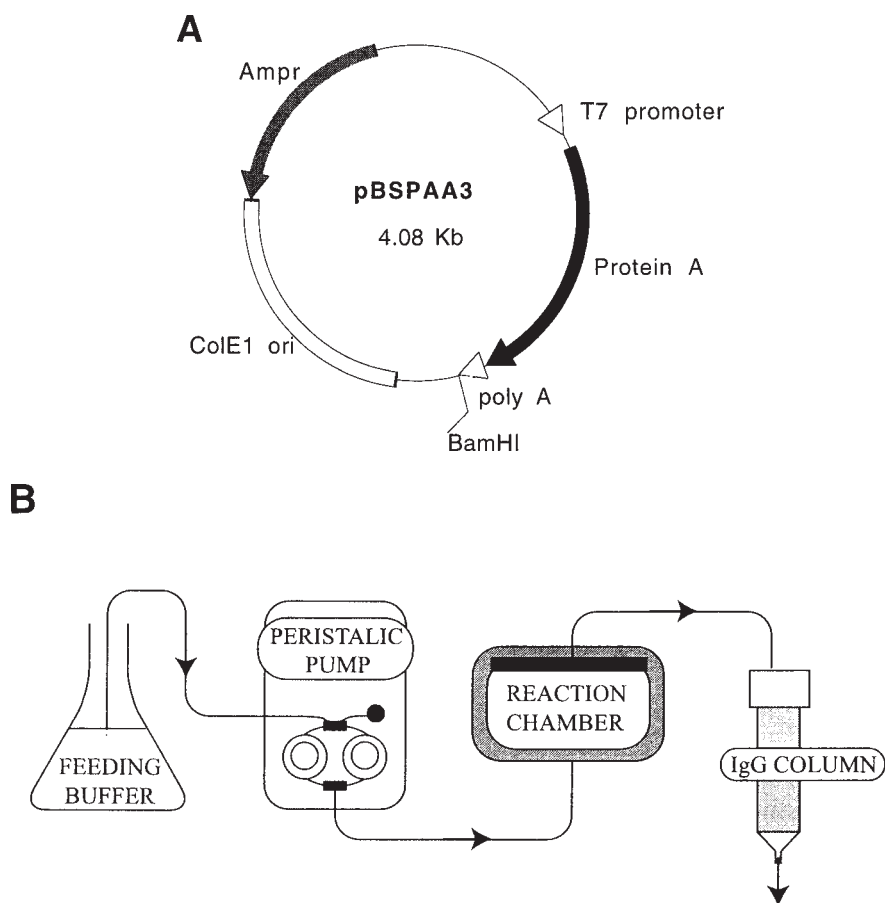 A
Ampr
T7 promoter
pBSPAA3
4.08 Kb
Protein A
ColE1 ori
poly A
BamHI
B
PERISTALIC
PUMP
REACTION
CHAMBER
FEEDING
BUFFER
IgG COLUMN